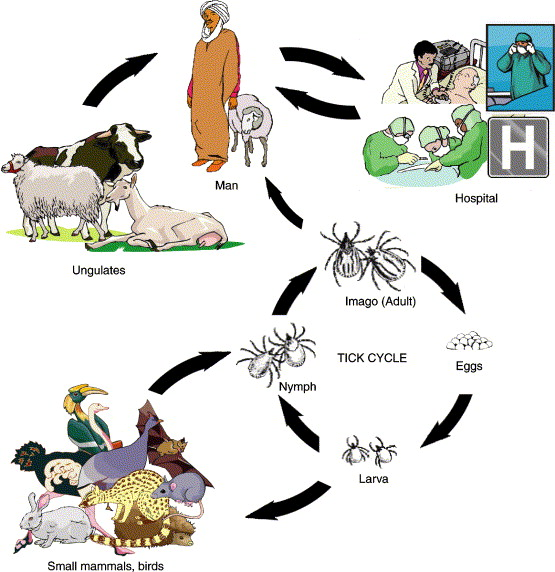 H
Man
Hospital
Ungulates
Imago (Adult)
TICK CYCLE
Eggs
Nymph
Larva
Small mammals, birds